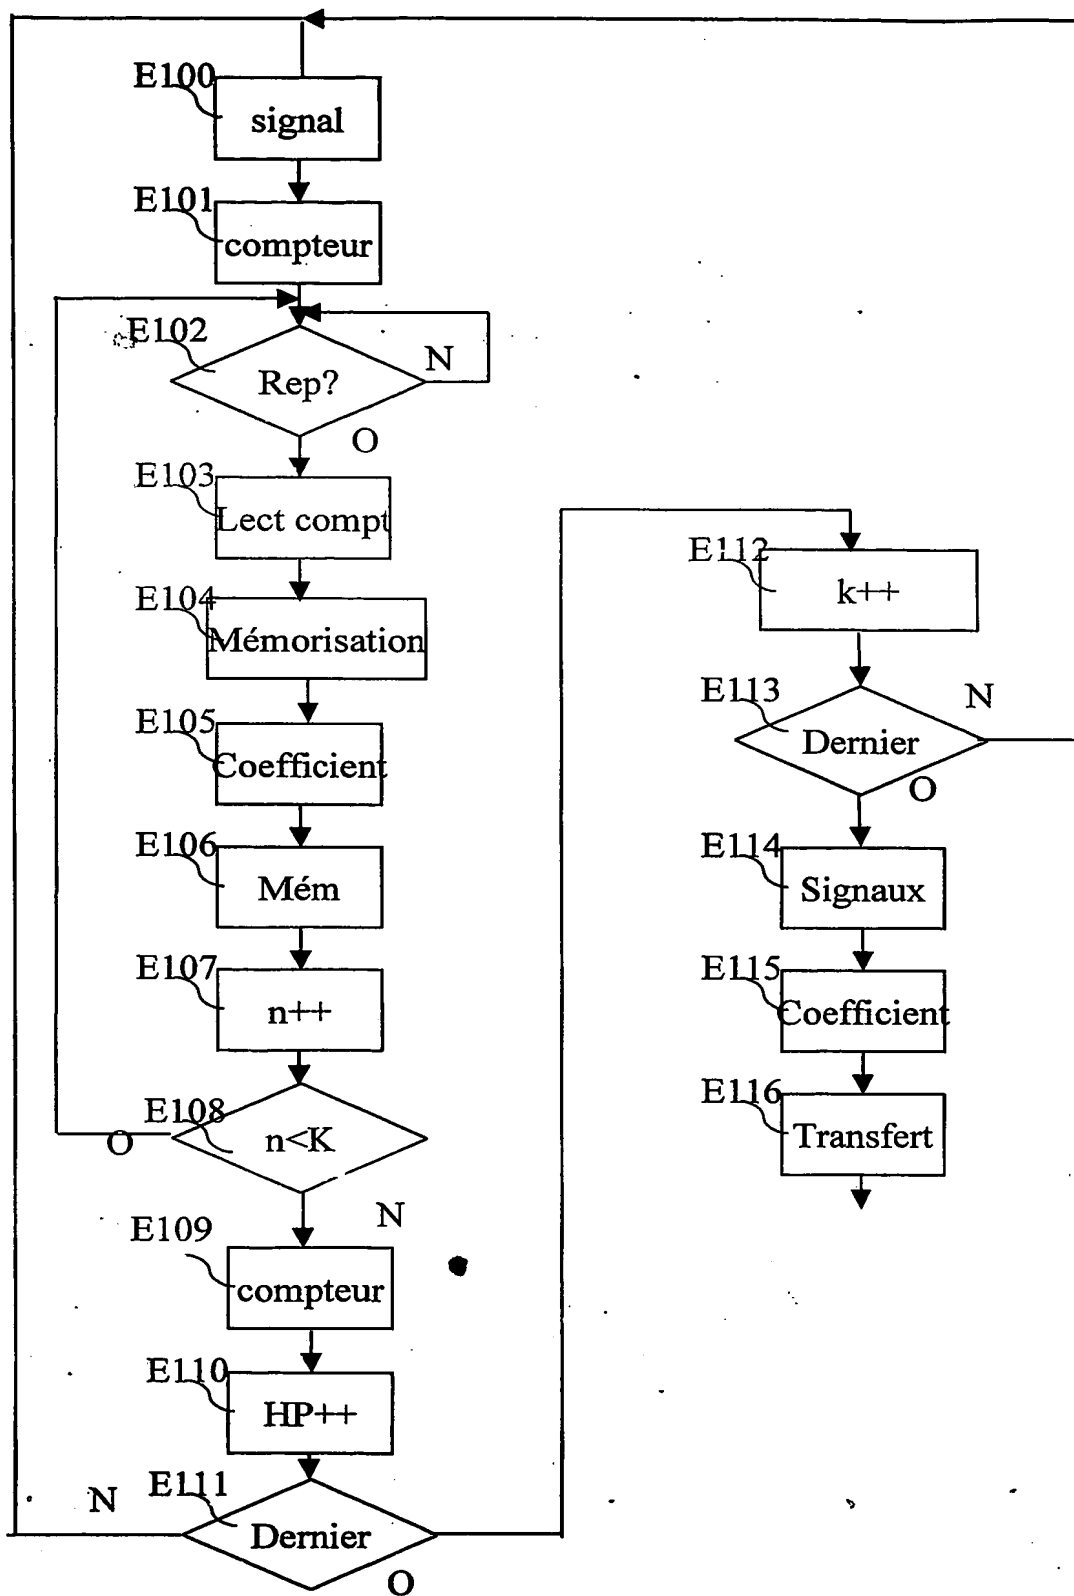 E100
signal
E101
compteur
E102
Rep?
N
O
E103
Lect compt
E104
Mémorisation
E105
Coefficient
E106
Mém
E107
n++
E108
n<K
O
N
E109
compteur
E110
HP++
E111
Dernier
N
O
E112
k++
E113
Dernier
N
O
E114
Signaux
E115
Coefficient
E116
Transfert